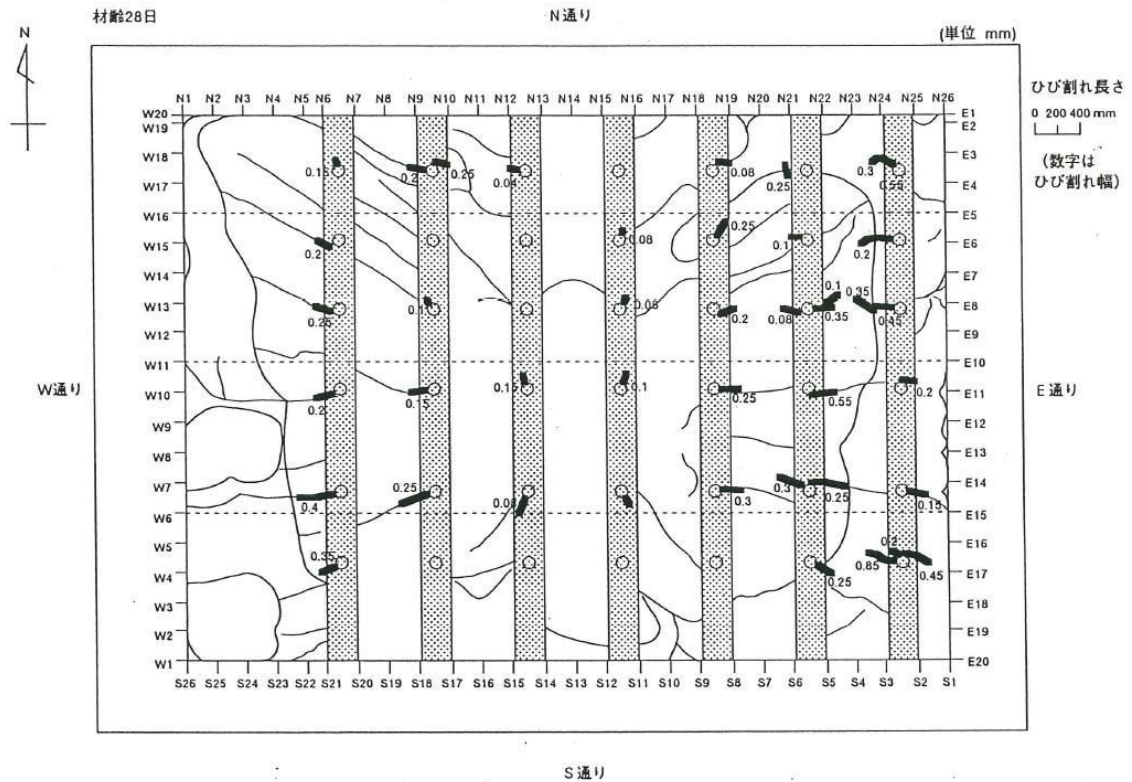 材齢28日
N通り
(単位 mm)
N
N1 N2 N3 N4 N5 N6 N7 N8 N9 N10 N11 N12 N13 N14 N15 N16 N17 N18 N19 N20 N21 N22 N23 N24 N25 N26
ひび割れ長さ
0 200 400 mm
(数字は
ひび割れ幅)
W20 E1
W19 E2
W18 E3
0.15 0.2 0.25 0.04 0.08 0.25 0.3 0.55
W17 E4
W16 E5
0.25
W15 E6
0.2 0.08 0.1 0.2
W14 E7
0.1 0.35
W13 E8
0.25 0.1 0.08 0.2 0.08 0.35 0.45
W12 E9
W11 E10
W通り
E通り
W10 E11
0.2 0.15 0.15 0.1 0.25 0.55 0.2
W9 E12
W8 E13
W7 E14
0.4 0.25 0.08 0.3 0.3 0.25 0.15
W6 E15
W5 E16
0.2
0.35 0.85 0.45
W4 E17
0.25
W3 E18
W2 E19
W1 E20
S26 S25 S24 S23 S22 S21 S20 S19 S18 S17 S16 S15 S14 S12 S11 S10 S9 S8 S7 S6 S5 S4 S3 S2 S1
S通り